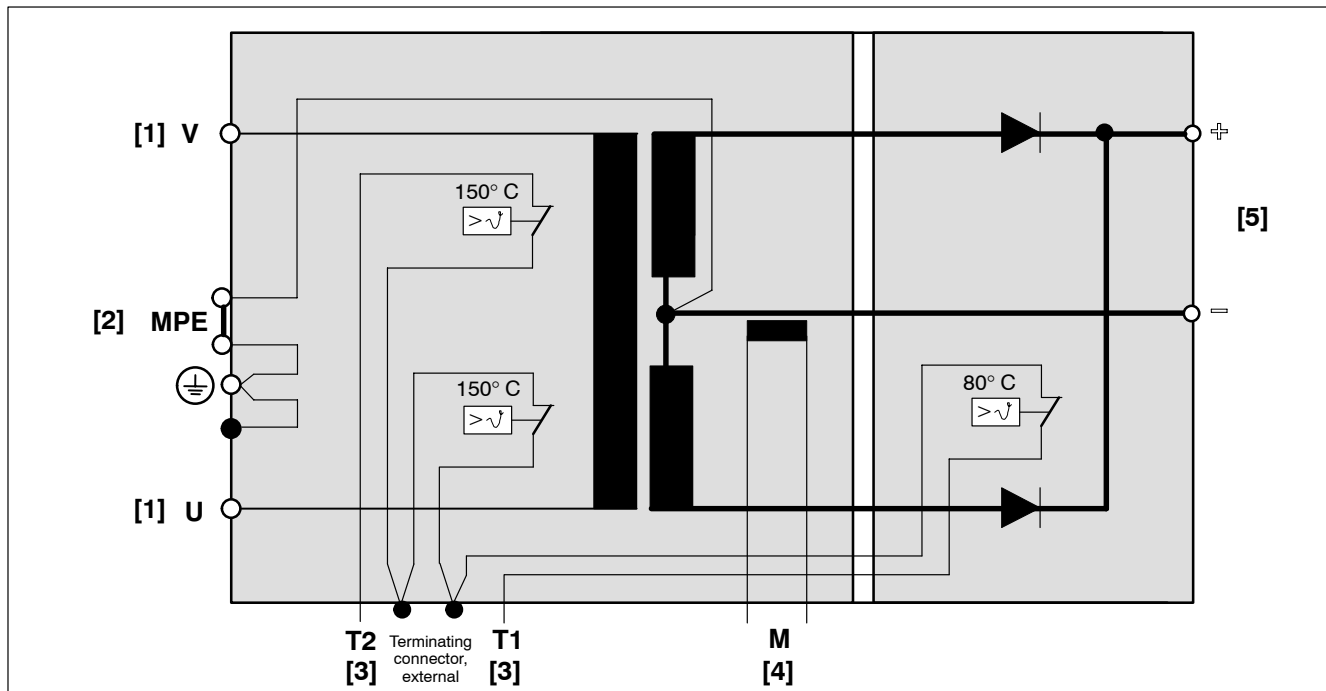 [1] V
150° C
>ϑ
+
[5]
[2] MPE
−
150° C
>ϑ
80° C
>ϑ
[1] U
T2
[3]
Terminating
connector,
external
T1
[3]
M
[4]